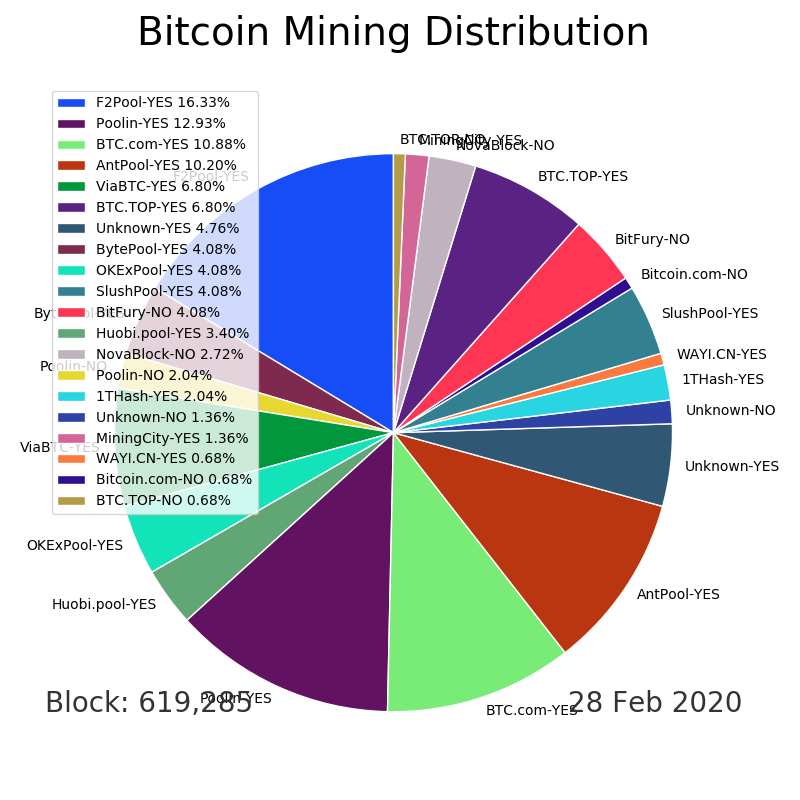 Bitcoin Mining Distribution
F2Pool-YES 16.33%
Poolin-YES 12.93%
BTC.com-YES 10.88%
AntPool-YES 10.20%
ViaBTC-YES 6.80%
BTC.TOP-YES 6.80%
Unknown-YES 4.76%
BytePool-YES 4.08%
OKExPool-YES 4.08%
SlushPool-YES 4.08%
BitFury-NO 4.08%
Huobi.pool-YES 3.40%
NovaBlock-NO 2.72%
Poolin-NO 2.04%
1THash-YES 2.04%
Unknown-NO 1.36%
MiningCity-YES 1.36%
WAYI.CN-YES 0.68%
Bitcoin.com-NO 0.68%
BTC.TOP-NO 0.68%
BTC.TOP-NO
MiningCity-YES
NovaBlock-NO
BTC.TOP-YES
BitFury-NO
Bitcoin.com-NO
SlushPool-YES
WAYI.CN-YES
1THash-YES
Unknown-NO
Unknown-YES
AntPool-YES
BTC.com-YES
Poolin-YES
Huobi.pool-YES
OKExPool-YES
ViaBTC-YES
Poolin-NO
BytePool-YES
F2Pool-YES
Block: 619,285
28 Feb 2020